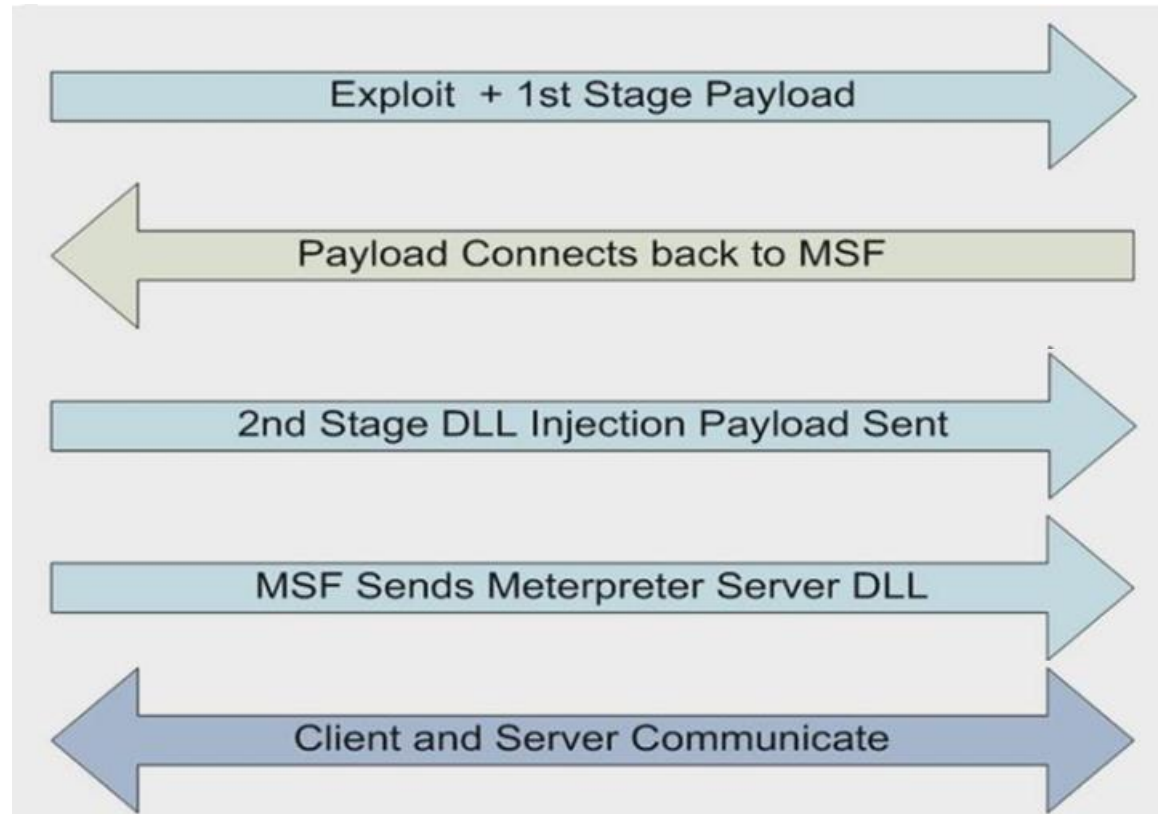 Exploit + 1st Stage Payload
Payload Connects back to MSF
2nd Stage DLL Injection Payload Sent
MSF Sends Meterpreter Server DLL
Client and Server Communicate